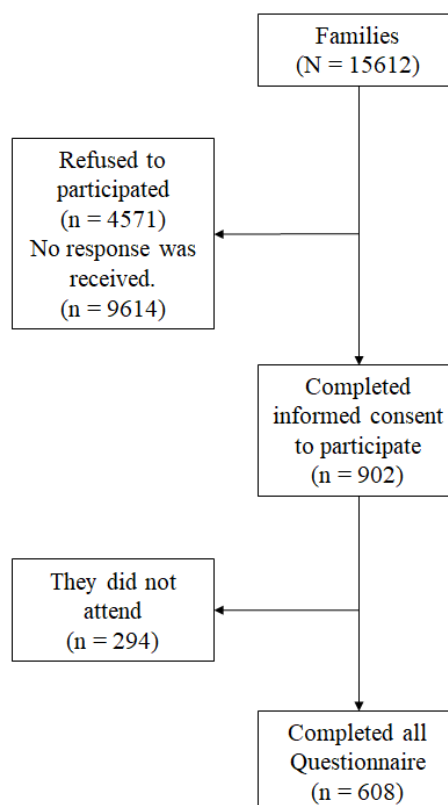 Families
(N = 15612)
Refused to
participated
(n = 4571)
No response was
received.
(n = 9614)
Completed
informed consent
to participate
(n = 902)
They did not
attend
(n = 294)
Completed all
Questionnaire
(n = 608)